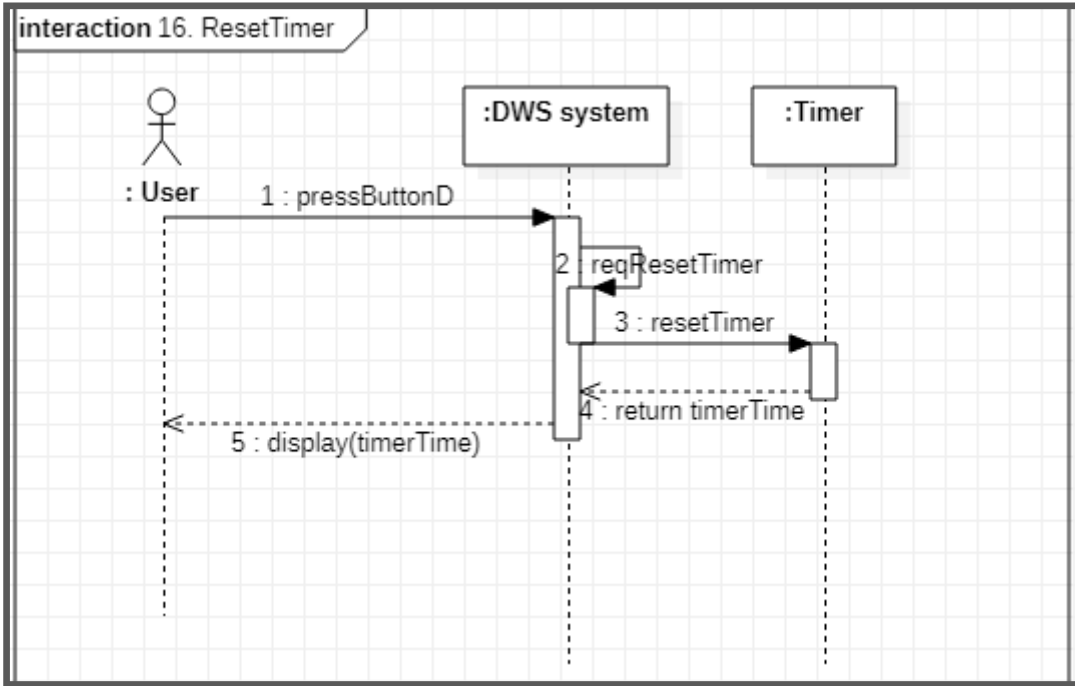 interaction 16. ResetTimer
:DWS system
:Timer
: User
1 : pressButtonD
2 : reqResetTimer
3 : resetTimer
4 : return timerTime
5 : display(timerTime)